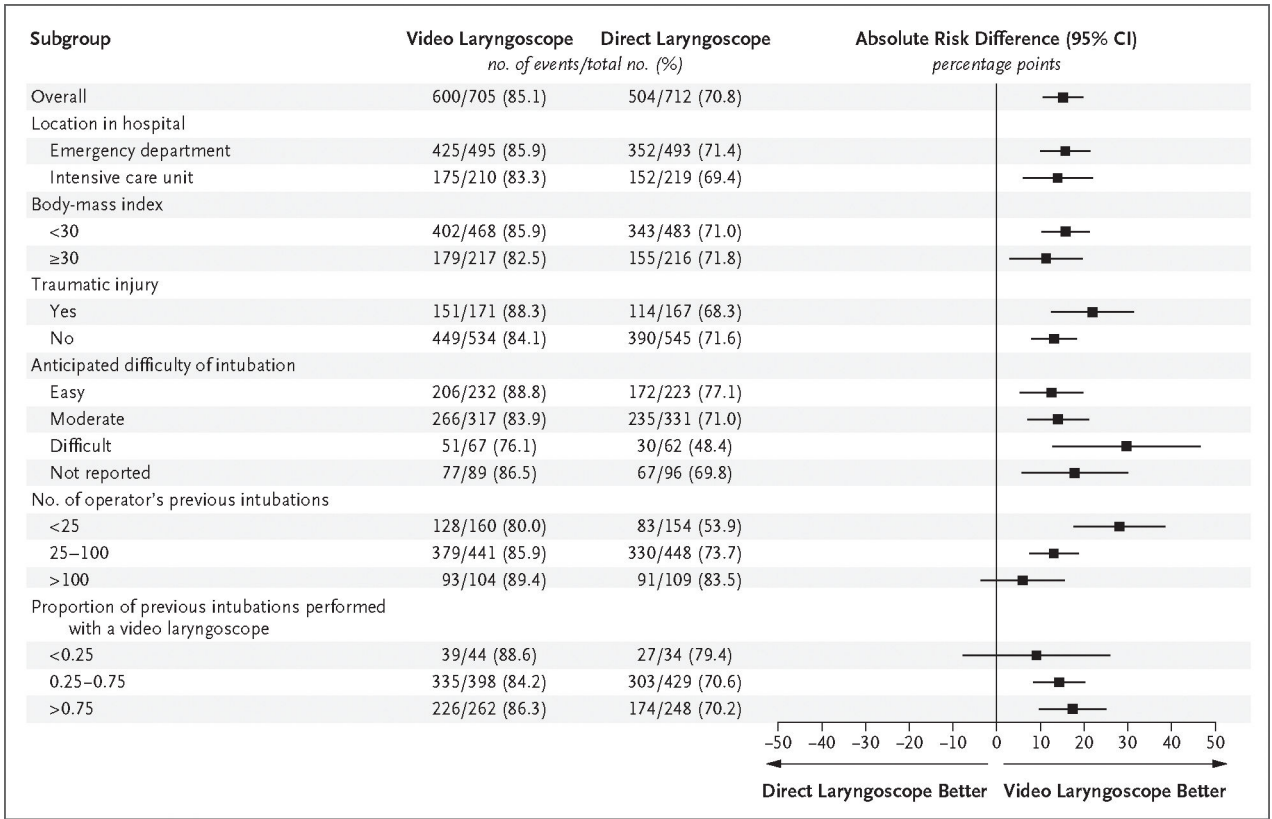 Subgroup Video Laryngoscope Direct Laryngoscope Absolute Risk Difference (95% CI)
no. of events/total no. (%) percentage points
Overall 600/705 (85.1) 504/712 (70.8)
Location in hospital
Emergency department 425/495 (85.9) 352/493 (71.4)
Intensive care unit 175/210 (83.3) 152/219 (69.4)
Body-mass index
<30 402/468 (85.9) 343/483 (71.0)
≥30 179/217 (82.5) 155/216 (71.8)
Traumatic injury
Yes 151/171 (88.3) 114/167 (68.3)
No 449/534 (84.1) 390/545 (71.6)
Anticipated difficulty of intubation
Easy 206/232 (88.8) 172/223 (77.1)
Moderate 266/317 (83.9) 235/331 (71.0)
Difficult 51/67 (76.1) 30/62 (48.4)
Not reported 77/89 (86.5) 67/96 (69.8)
No. of operator's previous intubations
<25 128/160 (80.0) 83/154 (53.9)
25–100 379/441 (85.9) 330/448 (73.7)
>100 93/104 (89.4) 91/109 (83.5)
Proportion of previous intubations performed
with a video laryngoscope
<0.25 39/44 (88.6) 27/34 (79.4)
0.25–0.75 335/398 (84.2) 303/429 (70.6)
>0.75 226/262 (86.3) 174/248 (70.2)
–50 –40 –30 –20 –10 0 10 20 30 40 50
Direct Laryngoscope Better Video Laryngoscope Better